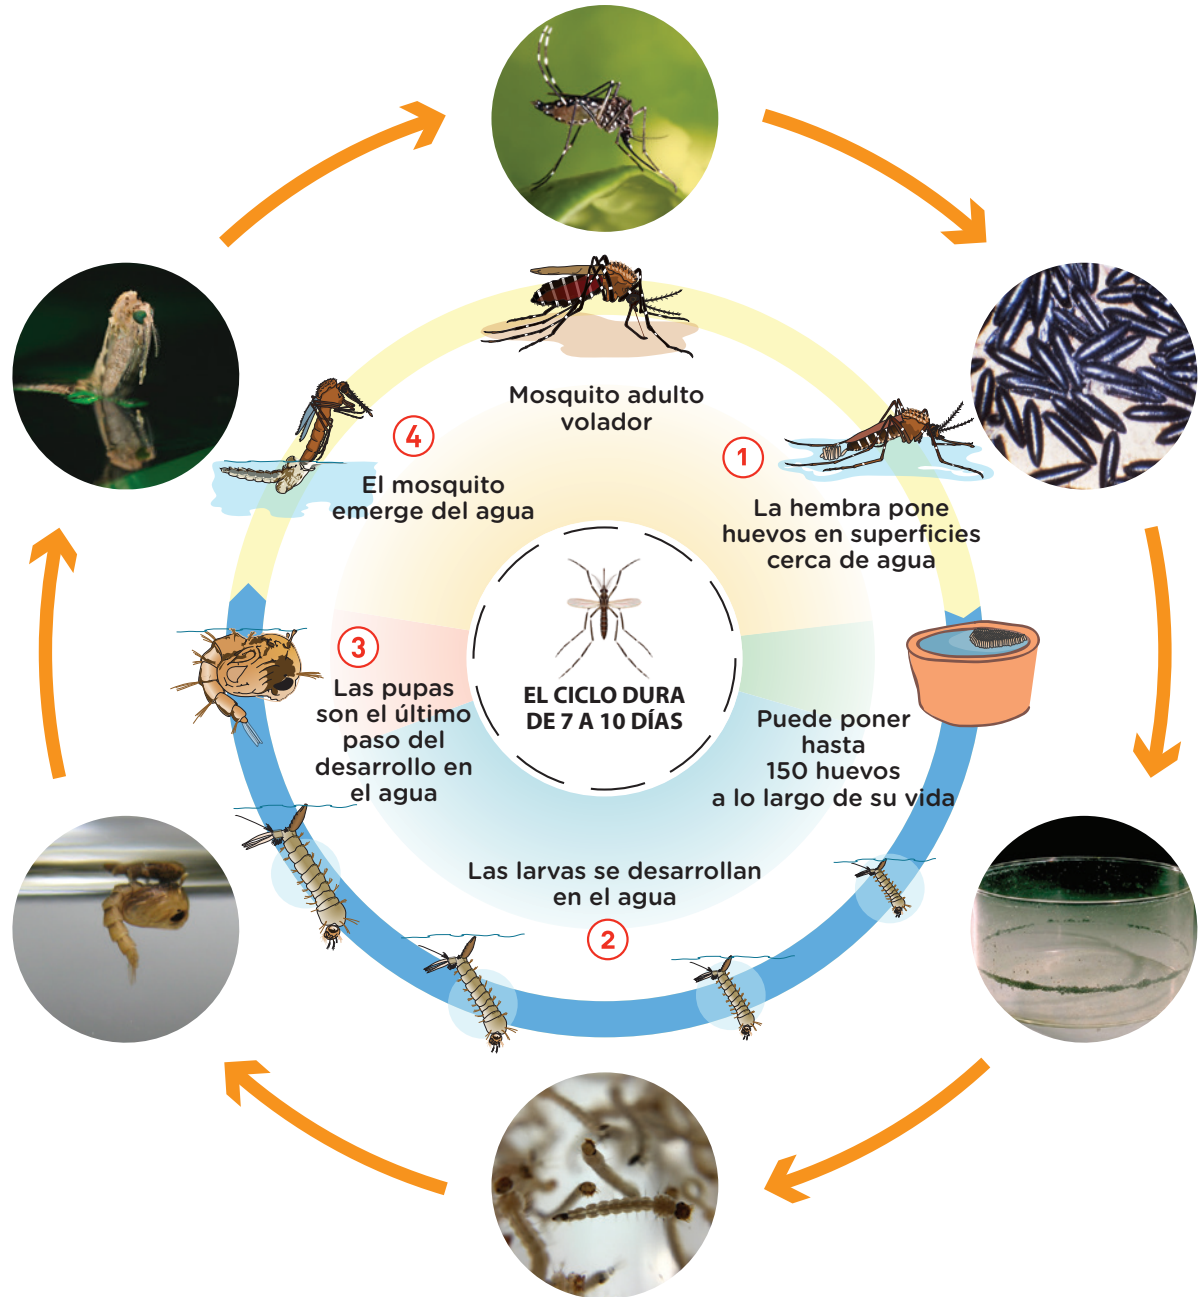 Mosquito adulto
volador
1
La hembra pone
huevos en superficies
cerca de agua
Puede poner
hasta
150 huevos
a lo largo de su vida
Las larvas se desarrollan
en el agua
2
3
Las pupas
son el último
paso del
desarrollo en
el agua
4
El mosquito
emerge del agua
EL CICLO DURA
DE 7 A 10 DÍAS